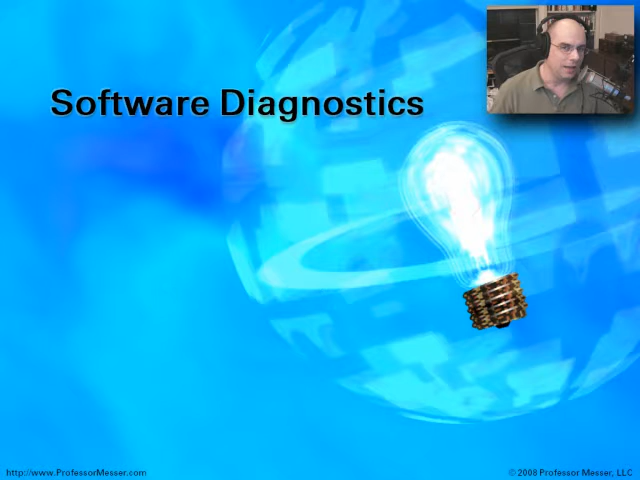 Software Diagnostics
http://www.ProfessorMesser.com
© 2008 Professor Messer, LLC